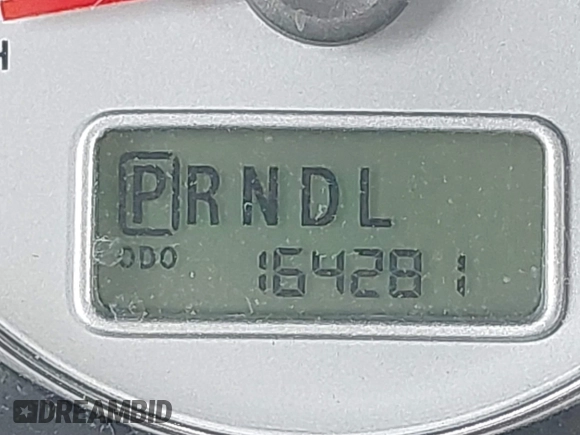 H
PRNDL
ODO
164281
DREAMBID